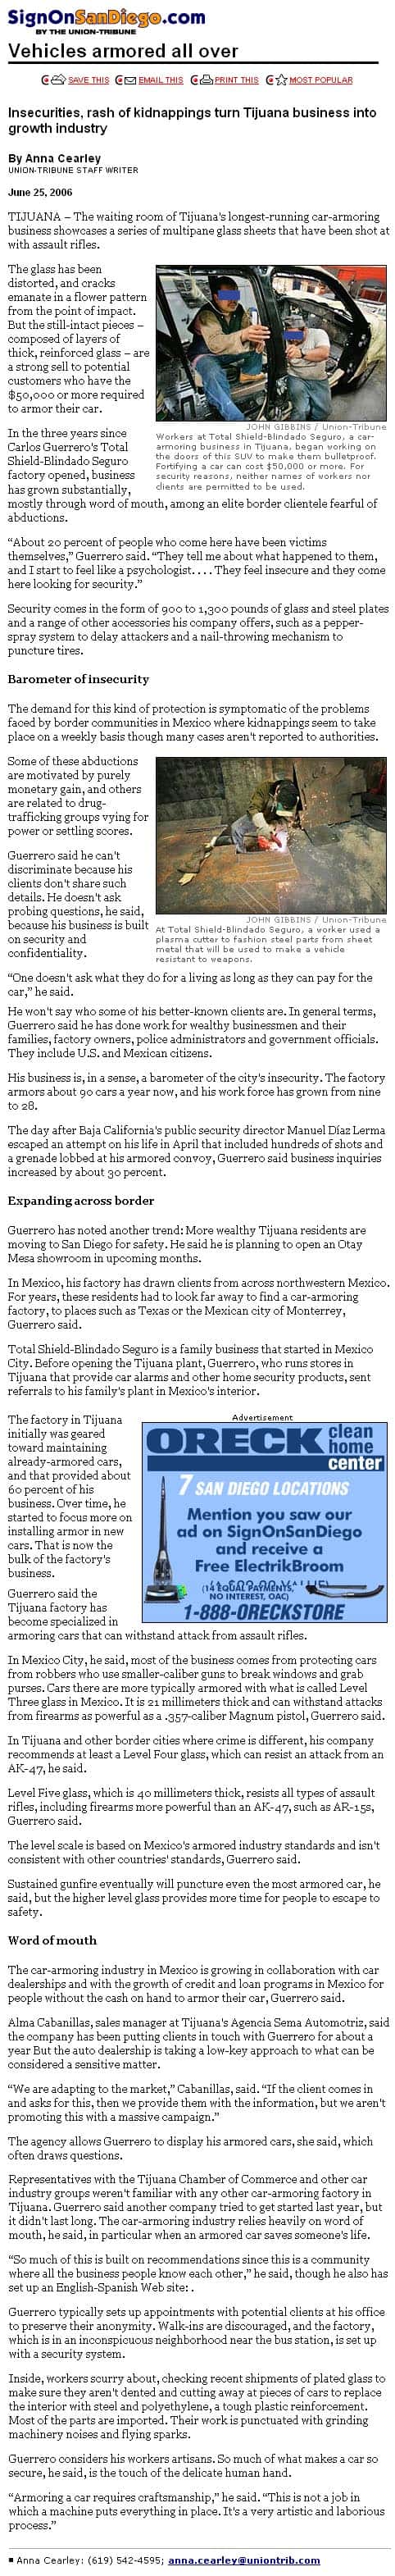 SignOnSanDiego.com
BY THE UNION-TRIBUNE
Vehicles armored all over
SAVE THIS EMAIL THIS PRINT THIS MOST POPULAR
Insecurities, rash of kidnappings turn Tijuana business into
growth industry
By Anna Cearley
UNION-TRIBUNE STAFF WRITER
June 25, 2006
TIJUANA – The waiting room of Tijuana's longest-running car-armoring
business showcases a series of multipane glass sheets that have been shot at
with assault rifles.
The glass has been
distorted, and cracks
emanate in a flower pattern
from the point of impact.
But the still-intact pieces –
composed of layers of
thick, reinforced glass – are
a strong sell to potential
customers who have the
$50,000 or more required
to armor their car.
JOHN GIBBINS / Union-Tribune
Workers at Total Shield-Blindado Seguro, a car-
armoring business in Tijuana, began working on
the doors of this SUV to make them bulletproof.
Fortifying a car can cost $50,000 or more. For
security reasons, neither names of workers nor
clients are permitted to be used.
In the three years since
Carlos Guerrero's Total
Shield-Blindado Seguro
factory opened, business
has grown substantially,
mostly through word of mouth, among an elite border clientele fearful of
abductions.
“About 20 percent of people who come here have been victims
themselves,” Guerrero said. “They tell me about what happened to them,
and I start to feel like a psychologist. . . . They feel insecure and they come
here looking for security.”
Security comes in the form of 900 to 1,300 pounds of glass and steel plates
and a range of other accessories his company offers, such as a pepper-
spray system to delay attackers and a nail-throwing mechanism to
puncture tires.
Barometer of insecurity
The demand for this kind of protection is symptomatic of the problems
faced by border communities in Mexico where kidnappings seem to take
place on a weekly basis though many cases aren't reported to authorities.
Some of these abductions
are motivated by purely
monetary gain, and others
are related to drug-
trafficking groups vying for
power or settling scores.
Guerrero said he can't
discriminate because his
clients don't share such
details. He doesn't ask
probing questions, he said,
because his business is built
on security and
confidentiality.
JOHN GIBBINS / Union-Tribune
At Total Shield-Blindado Seguro, a worker used a
plasma cutter to fashion steel parts from sheet
metal that will be used to make a vehicle
resistant to weapons.
“One doesn't ask what they do for a living as long as they can pay for the
car,” he said.
He won't say who some of his better-known clients are. In general terms,
Guerrero said he has done work for wealthy businessmen and their
families, factory owners, police administrators and government officials.
They include U.S. and Mexican citizens.
His business is, in a sense, a barometer of the city's insecurity. The factory
armors about 90 cars a year now, and his work force has grown from nine
to 28.
The day after Baja California's public security director Manuel Díaz Lerma
escaped an attempt on his life in April that included hundreds of shots and
a grenade lobbed at his armored convoy, Guerrero said business inquiries
increased by about 30 percent.
Expanding across border
Guerrero has noted another trend: More wealthy Tijuana residents are
moving to San Diego for safety. He said he is planning to open an Otay
Mesa showroom in upcoming months.
In Mexico, his factory has drawn clients from across northwestern Mexico.
For years, these residents had to look far away to find a car-armoring
factory, to places such as Texas or the Mexican city of Monterrey,
Guerrero said.
Total Shield-Blindado Seguro is a family business that started in Mexico
City. Before opening the Tijuana plant, Guerrero, who runs stores in
Tijuana that provide car alarms and other home security products, sent
referrals to his family's plant in Mexico's interior.
The factory in Tijuana
initially was geared
toward maintaining
already-armored cars,
and that provided about
60 percent of his
business. Over time, he
started to focus more on
installing armor in new
cars. That is now the
bulk of the factory's
business.
Advertisement
ORECK clean
home
center
7 SAN DIEGO LOCATIONS
Mention you saw our
ad on SignOnSanDiego
and receive a
Free ElectrikBroom
(14 EQUAL PAYMENTS,
NO INTEREST, OAC)
1-888-ORECKSTORE
Guerrero said the
Tijuana factory has
become specialized in
armoring cars that can withstand attack from assault rifles.
In Mexico City, he said, most of the business comes from protecting cars
from robbers who use smaller-caliber guns to break windows and grab
purses. Cars there are more typically armored with what is called Level
Three glass in Mexico. It is 21 millimeters thick and can withstand attacks
from firearms as powerful as a .357-caliber Magnum pistol, Guerrero said.
In Tijuana and other border cities where crime is different, his company
recommends at least a Level Four glass, which can resist an attack from an
AK-47, he said.
Level Five glass, which is 40 millimeters thick, resists all types of assault
rifles, including firearms more powerful than an AK-47, such as AR-15s,
Guerrero said.
The level scale is based on Mexico's armored industry standards and isn't
consistent with other countries' standards, Guerrero said.
Sustained gunfire eventually will puncture even the most armored car, he
said, but the higher level glass provides more time for people to escape to
safety.
Word of mouth
The car-armoring industry in Mexico is growing in collaboration with car
dealerships and with the growth of credit and loan programs in Mexico for
people without the cash on hand to armor their car, Guerrero said.
Alma Cabanillas, sales manager at Tijuana's Agencia Sema Automotriz, said
the company has been putting clients in touch with Guerrero for about a
year But the auto dealership is taking a low-key approach to what can be
considered a sensitive matter.
“We are adapting to the market,” Cabanillas, said. “If the client comes in
and asks for this, then we provide them with the information, but we aren't
promoting this with a massive campaign.”
The agency allows Guerrero to display his armored cars, she said, which
often draws questions.
Representatives with the Tijuana Chamber of Commerce and other car
industry groups weren't familiar with any other car-armoring factory in
Tijuana. Guerrero said another company tried to get started last year, but
it didn't last long. The car-armoring industry relies heavily on word of
mouth, he said, in particular when an armored car saves someone's life.
“So much of this is built on recommendations since this is a community
where all the business people know each other,” he said, though he also has
set up an English-Spanish Web site: .
Guerrero typically sets up appointments with potential clients at his office
to preserve their anonymity. Walk-ins are discouraged, and the factory,
which is in an inconspicuous neighborhood near the bus station, is set up
with a security system.
Inside, workers scurry about, checking recent shipments of plated glass to
make sure they aren't dented and cutting away at pieces of cars to replace
the interior with steel and polyethylene, a tough plastic reinforcement.
Most of the parts are imported. Their work is punctuated with grinding
machinery noises and flying sparks.
Guerrero considers his workers artisans. So much of what makes a car so
secure, he said, is the touch of the delicate human hand.
“Armoring a car requires craftsmanship,” he said. “This is not a job in
which a machine puts everything in place. It's a very artistic and laborious
process.”
■ Anna Cearley: (619) 542-4595; anna.cearley@uniontrib.com